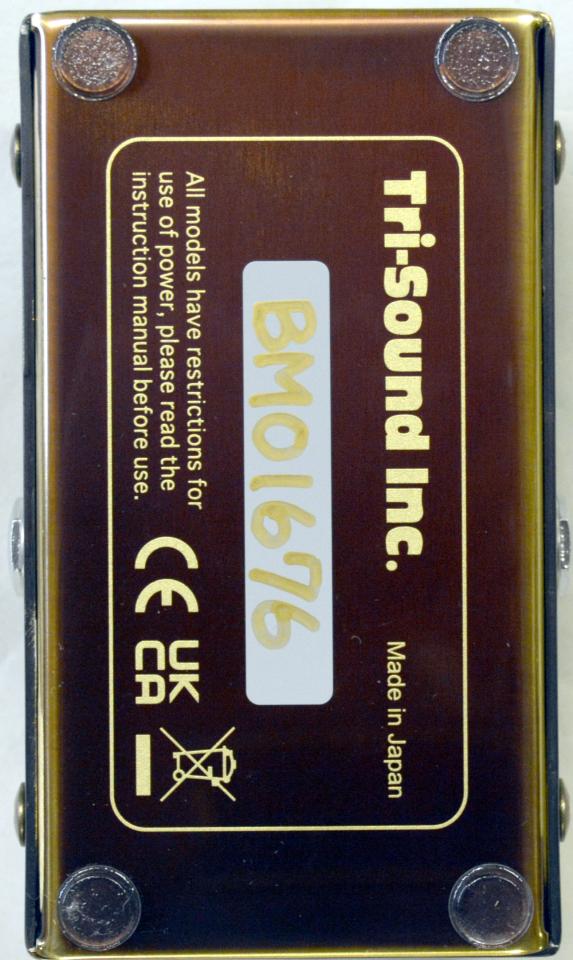 Tri-Sound Inc.
Made in Japan
BM01676
All models have restrictions for
use of power, please read the
instruction manual before use.
CE
UK
CA